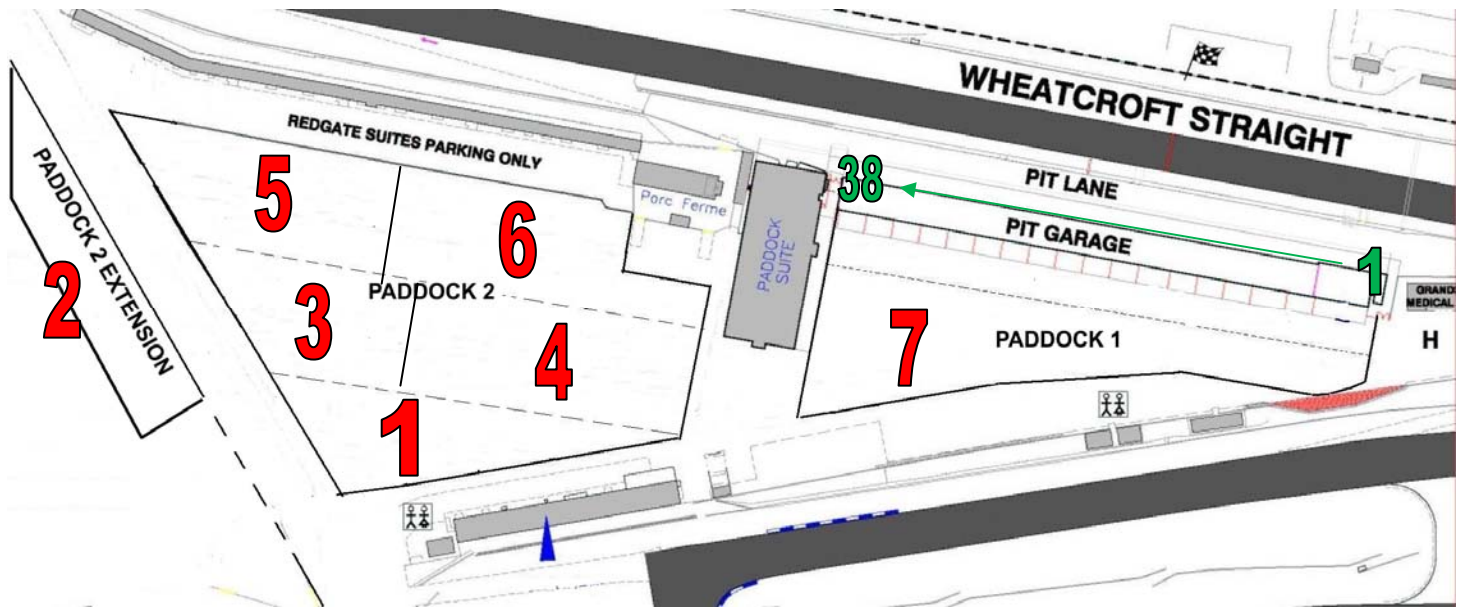 WHEATCROFT STRAIGHT
REDGATE SUITES PARKING ONLY
PADDOCK 2 EXTENSION
5
6
2
3
PADDOCK 2
4
1
Parc Ferme
PADDOCK
SUITE
38
PIT LANE
PIT GARAGE
1
7
PADDOCK 1
GRAND
MEDICAL
H